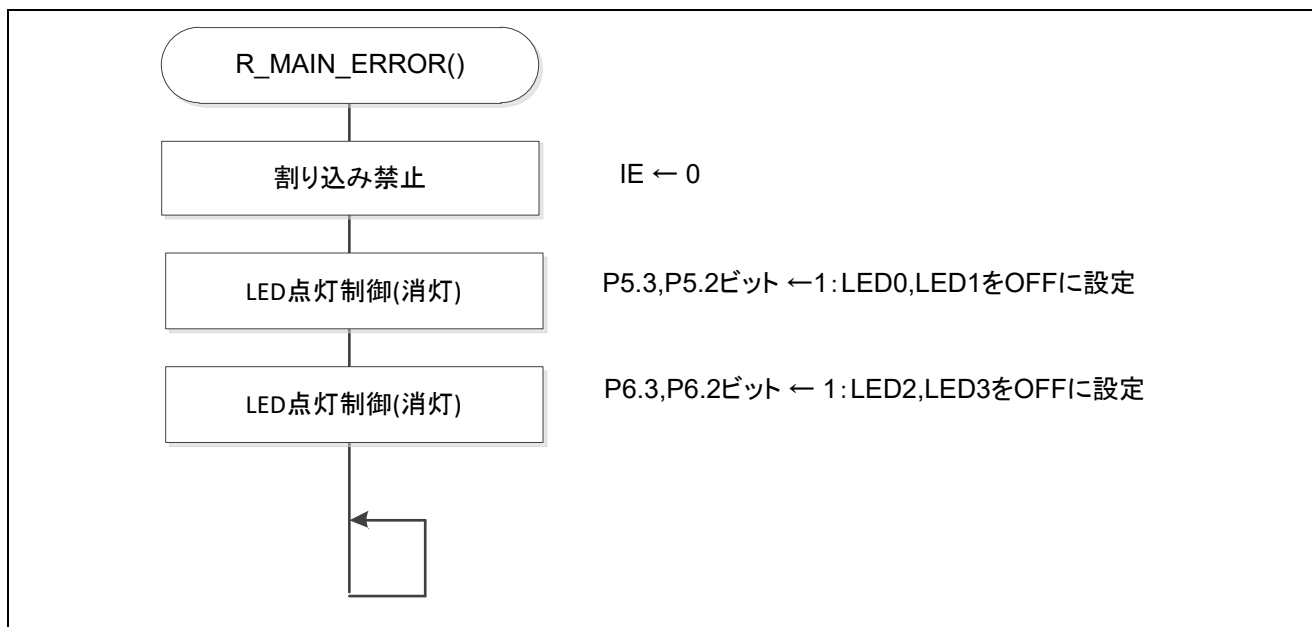 R_MAIN_ERROR()
割り込み禁止
IE ← 0
LED点灯制御(消灯)
P5.3,P5.2ビット ←1：LED0,LED1をOFFに設定
LED点灯制御(消灯)
P6.3,P6.2ビット ← 1：LED2,LED3をOFFに設定